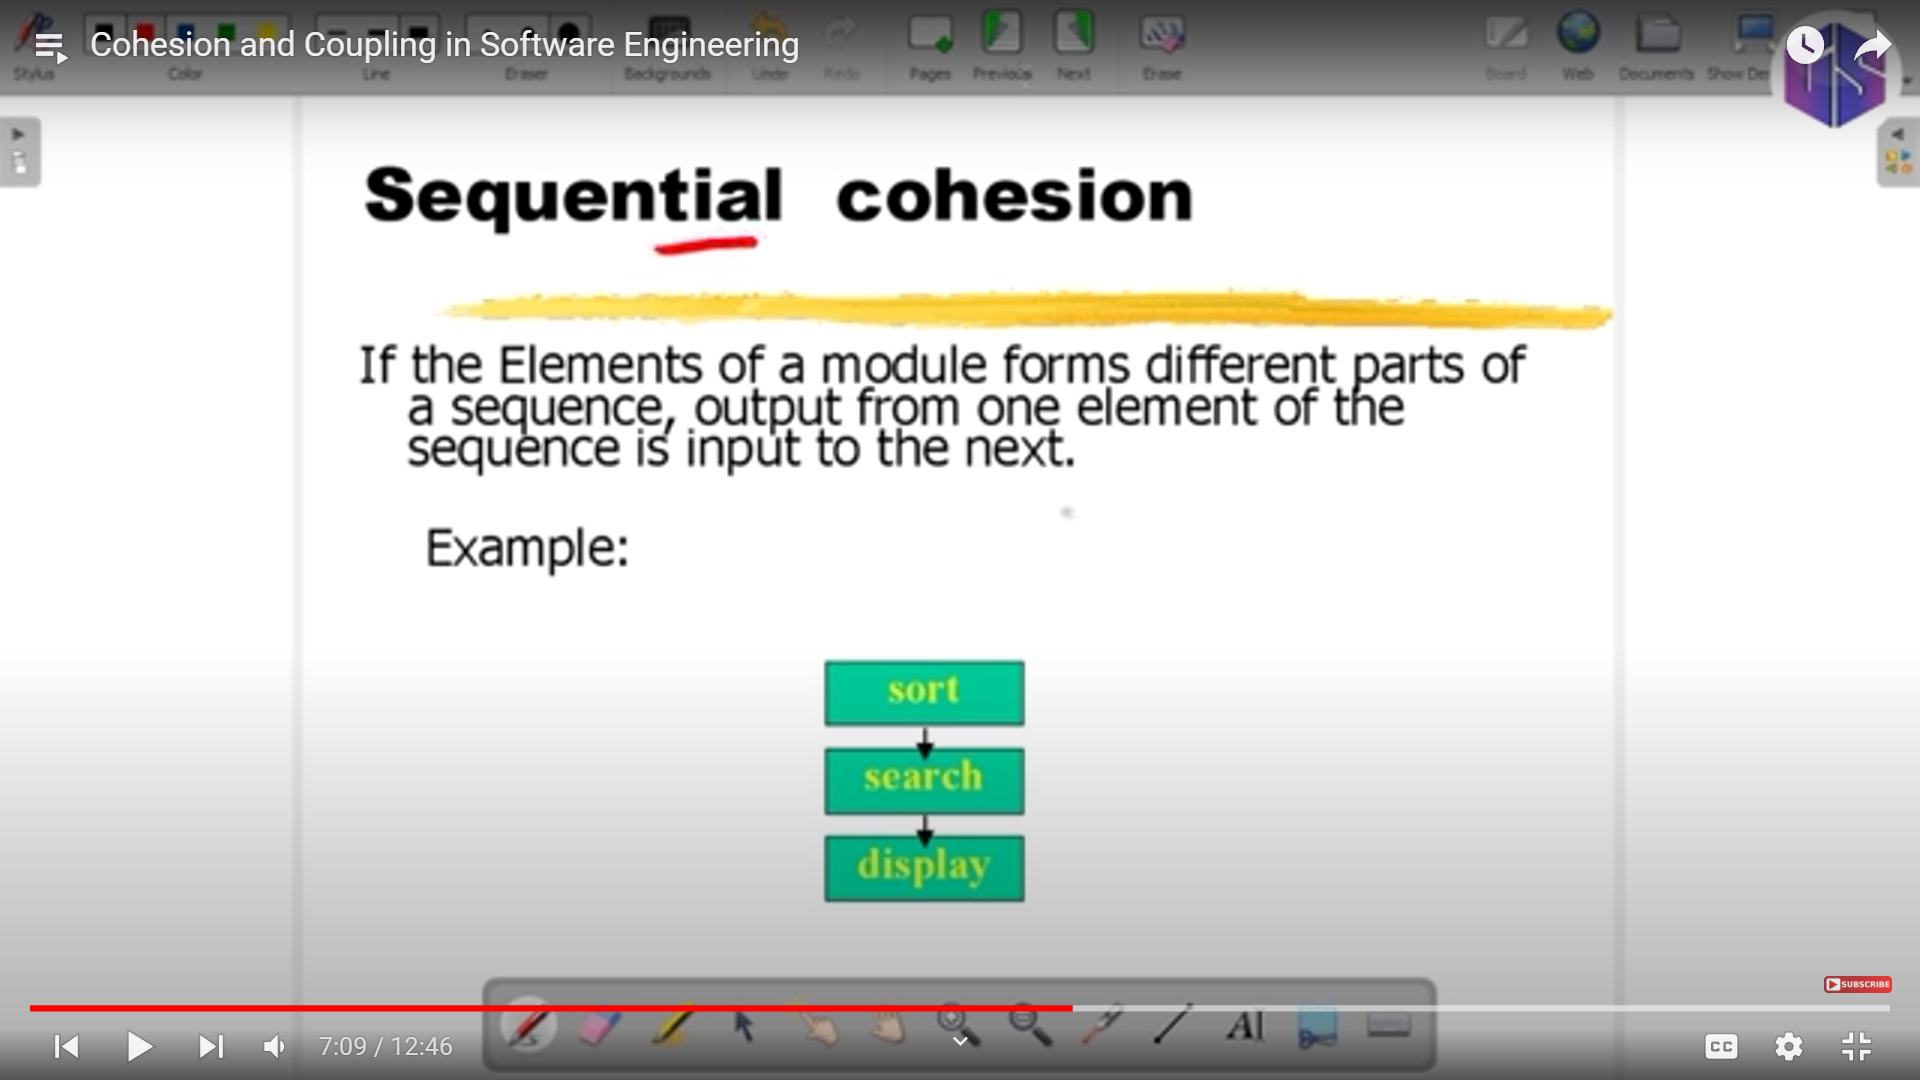 Cohesion and Coupling in Software Engineering
Stylus
Color
Line
Eraser
Backgrounds
Undo
Redo
Pages
Previous
Next
Erase
Board
Web
Documents
Show De
Sequential cohesion
If the Elements of a module forms different parts of
a sequence, output from one element of the
sequence is input to the next.
Example:
sort
search
display
SUBSCRIBE
7:09 / 12:46
AI
CC